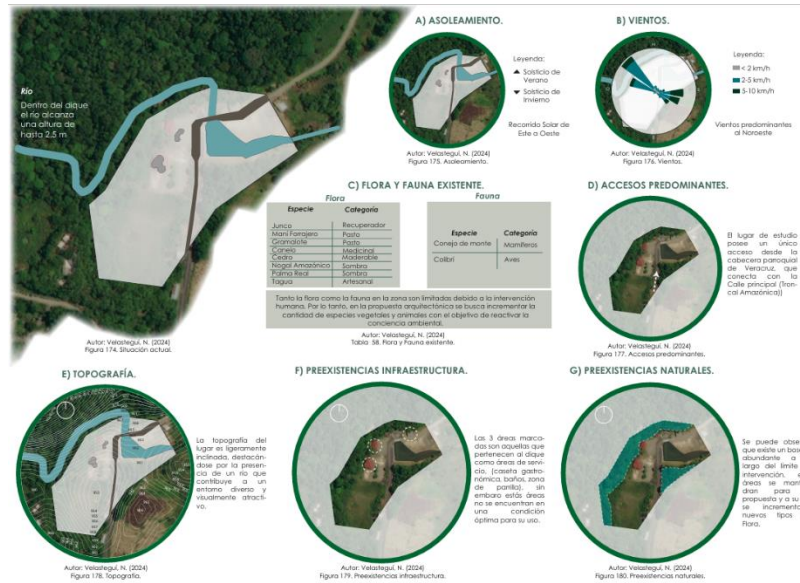 Río
Dentro del dique
el río alcanza
una altura de
hasta 2.5 m
Autor: Velastegui, N. (2024)
Figura 174. Situación actual.
A) ASOLEAMIENTO.
Leyenda:
Solsticio de
Verano
Solsticio de
Invierno
Recorrido Solar de
Este a Oeste
Autor: Velastegui, N. (2024)
Figura 175. Asoleamiento.
B) VIENTOS.
Leyenda:
< 2 km/h
2-5 km/h
5-10 km/h
Vientos predominantes
al Noroeste
Autor: Velastegui, N. (2024)
Figura 176. Vientos.
C) FLORA Y FAUNA EXISTENTE.
Flora
Especie Categoría
Junco Recuperador
Maní Forrajero Pasto
Gramalote Pasto
Canelo Medicinal
Cedro Maderable
Nogal Amazónico Sombra
Palma Real Sombra
Tagua Artesanal
Fauna
Especie Categoría
Conejo de monte Mamíferos
Colibrí Aves
Tanto la flora como la fauna en la zona son limitadas debido a la intervención
humana. Por lo tanto, en la propuesta arquitectónica se busca incrementar la
cantidad de especies vegetales y animales con el objetivo de reactivar la
conciencia ambiental.
Autor: Velastegui, N. (2024)
Tabla 58. Flora y Fauna existente.
D) ACCESOS PREDOMINANTES.
El lugar de estudio
posee un único
acceso desde la
cabecera parroquial
de Veracruz, que
conecta con la
Calle principal (Tron-
cal Amazónica))
Autor: Velastegui, N. (2024)
Figura 177. Accesos predominantes.
E) TOPOGRAFÍA.
La topografía del
lugar es ligeramente
inclinada, destacán-
dose por la presen-
cia de un río que
contribuye a un
entorno diverso y
visualmente atracti-
vo.
Autor: Velastegui, N. (2024)
Figura 178. Topografía.
F) PREEXISTENCIAS INFRAESTRUCTURA.
Las 3 áreas marca-
das son aquellas que
pertenecen al dique
como áreas de servi-
cio, (caseta gastro-
nómica, baños, zona
de parrilla), sin
embaro estás áreas
no se encuentran en
una condición
óptima para su uso.
Autor: Velastegui, N. (2024)
Figura 179. Preexistencias infraestructura.
G) PREEXISTENCIAS NATURALES.
Se puede obse
que existe un bosq
abundante a
largo del límite
intervención, e
áreas se mant
drán para
propuesta y a su
se increment
nuevos tipos
Flora.
Autor: Velastegui, N. (2024)
Figura 180. Preexistencias naturales.